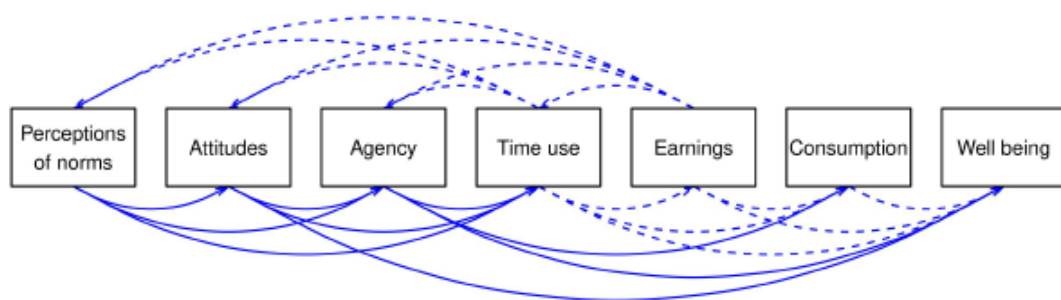 Perceptions
of norms
Attitudes
Agency
Time use
Earnings
Consumption
Well being